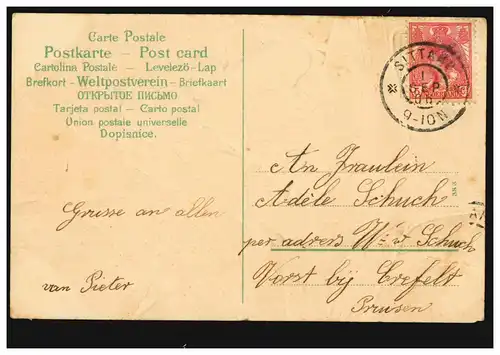 Carte Postale
Postkarte – Post card
Cartolina Postale – Levelező-Lap
Brefkort – Weltpostverein – Briefkaart
ОТКРЫТОЕ ПИСЬМО
Tarjeta postal – Carto postal
Union postale universelle
Dopisnice.
SITTARD
1
SEP
9-10N
An Fraulein
Adèle Schuch
per adres Schuch
Vorst bij Crefelt
Preusen
Grusse an allen
van Pieter